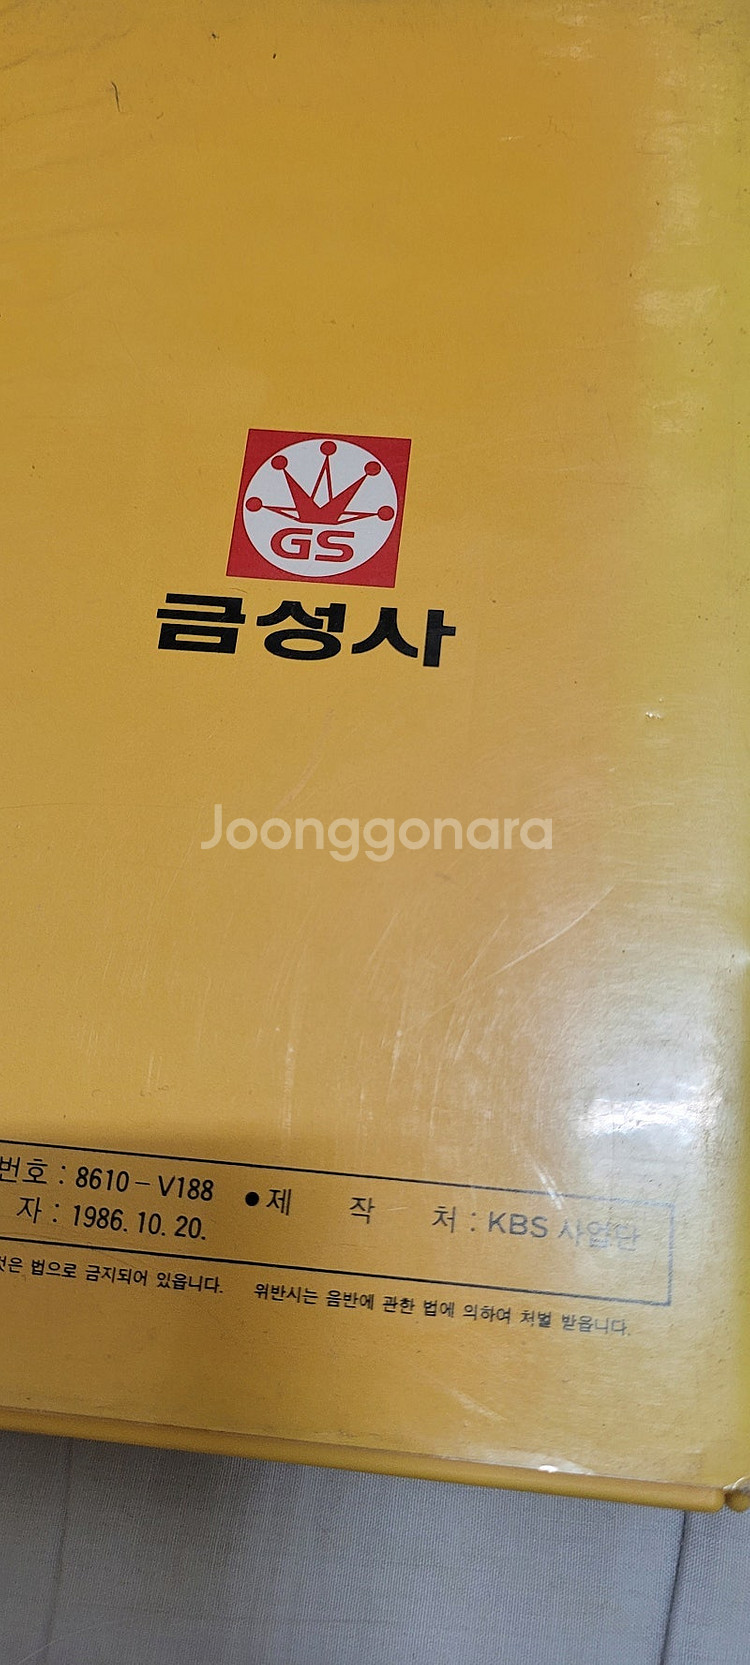 GS
금성사
Joonggonara
번호 : 8610-V188 ●제 작 처 : KBS 사업단
자 : 1986. 10. 20.
것은 법으로 금지되어 있읍니다. 위반시는 음반에 관한 법에 의하여 처벌 받읍니다.